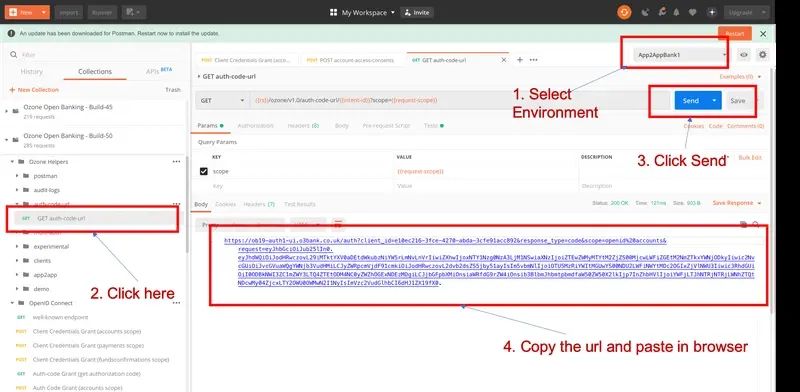 New
Import
Runner
My Workspace
Invite
Upgrade
An update has been downloaded for Postman. Restart now to install the update.
Restart
Filter
History
Collections
APIs BETA
New Collection
Trash
Ozone Open Banking - Build-45
219 requests
Ozone Open Banking - Build-50
285 requests
Ozone Helpers
postman
audit-logs
auth-code-url
GET GET auth-code-url
experimental
clients
app2app
demo
OpenID Connect
GET well-known endpoint
POST Client Credentials Grant (accounts scope)
POST Client Credentials Grant (payments scope)
POST Client Credentials Grant (fundsconfirmations scope)
GET Auth-code Grant (get authorization code)
2. Click here
POST Client Credentials Grant (acco...
POST POST account-access-consents
GET GET auth-code-url
App2AppBank1
GET auth-code-url
Examples (0)
1. Select
Environment
GET
{{rs}}/ozone/v1.0/auth-code-url/{{intent-id}}?scope={{request-scope}}
Send
Save
3. Click Send
Params
Authorization
Headers (8)
Body
Pre-request Script
Tests
Cookies
Code
Comments (0)
Query Params
KEY
VALUE
DESCRIPTION
Bulk Edit
scope
{{request-scope}}
Key
Value
Description
Body
Cookies
Headers (7)
Test Results
Status: 200 OK
Time: 121ms
Size: 903 B
Save Response
Pretty
https://ob19-auth1-ui.o3bank.co.uk/auth?client_id=e10ec216-3fce-4270-abda-3cfe91acc892&response_type=code&scope=openid%20accounts&
4. Copy the url and paste in browser